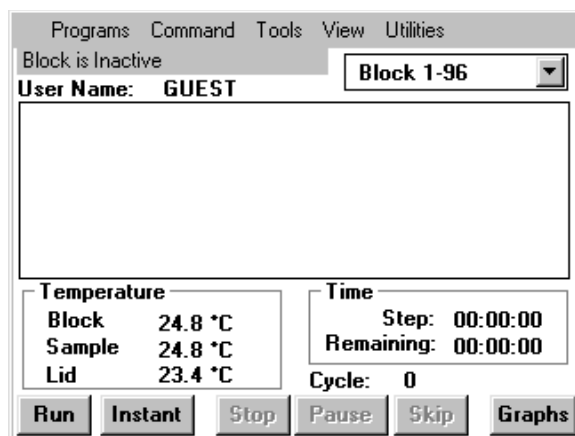 Programs Command Tools View Utilities
Block is Inactive
Block 1-96
User Name: GUEST
Temperature
Block 24.8 °C
Sample 24.8 °C
Lid 23.4 °C
Time
Step: 00:00:00
Remaining: 00:00:00
Cycle: 0
Run Instant Stop Pause Skip Graphs